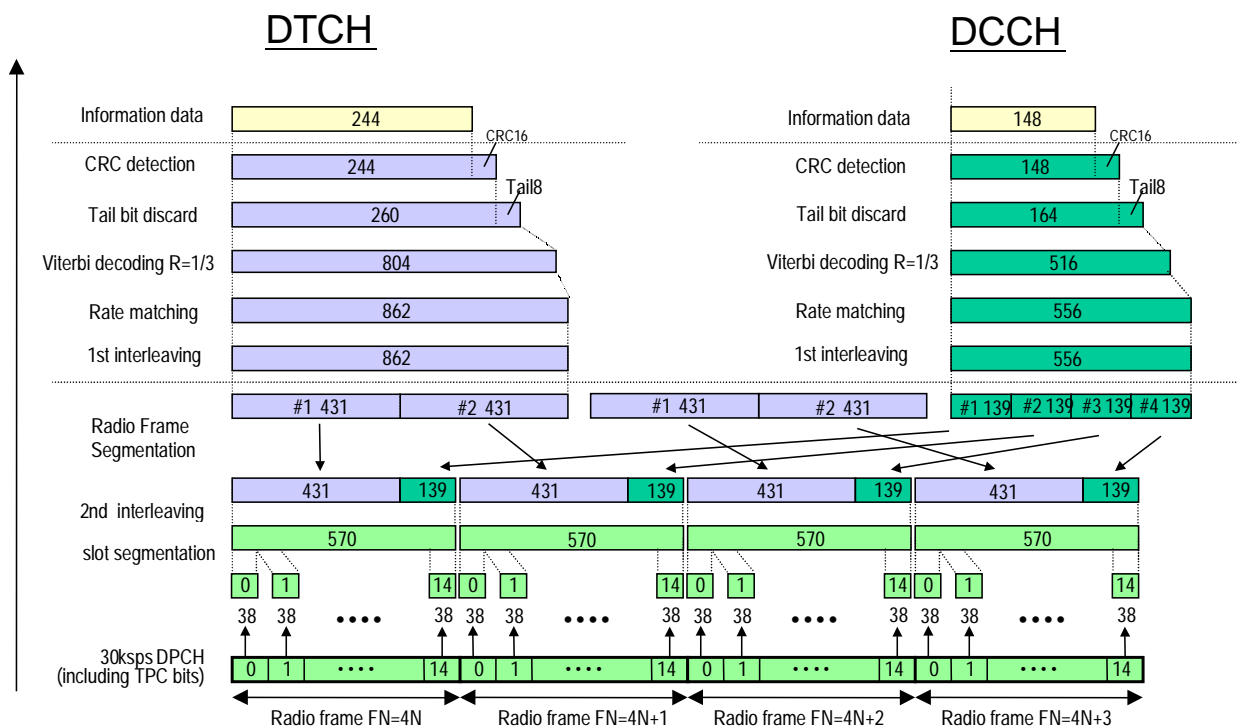 DTCH DCCH
Information data 244 Information data 148
CRC16 CRC16
CRC detection 244 CRC detection 148
Tail8 Tail8
Tail bit discard 260 Tail bit discard 164
Viterbi decoding R=1/3 804 Viterbi decoding R=1/3 516
Rate matching 862 Rate matching 556
1st interleaving 862 1st interleaving 556
#1 431 #2 431 #1 431 #2 431 #1 139 #2 139 #3 139 #4 139
Radio Frame
Segmentation
431 139 431 139 431 139 431 139
2nd interleaving
slot segmentation 570 570 570 570
0 1 14 0 1 14 0 1 14 0 1 14
38 38 •••• 38 38 38 •••• 38 38 38 •••• 38 38 38 •••• 38
30ksps DPCH
(including TPC bits)
0 1 •••• 14 0 1 •••• 14 0 1 •••• 14 0 1 •••• 14
Radio frame FN=4N Radio frame FN=4N+1 Radio frame FN=4N+2 Radio frame FN=4N+3